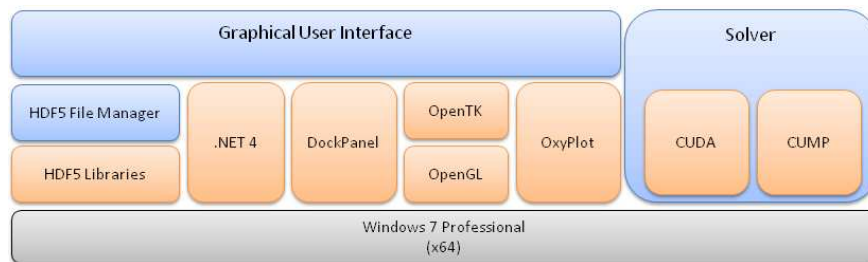 Graphical User Interface
Solver
HDF5 File Manager
HDF5 Libraries
.NET 4
DockPanel
OpenTK
OpenGL
OxyPlot
CUDA
CUMP
Windows 7 Professional
(x64)